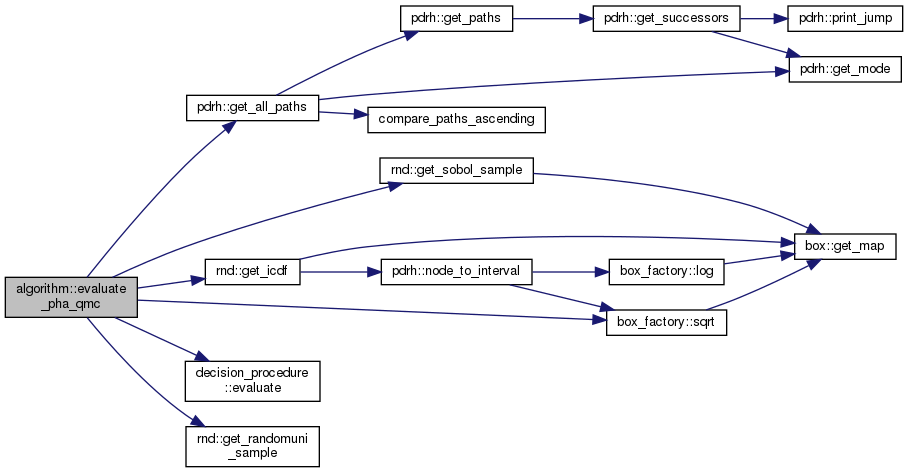 pdrh::get_paths
pdrh::get_successors
pdrh::print_jump
pdrh::get_mode
pdrh::get_all_paths
compare_paths_ascending
rnd::get_sobol_sample
box::get_map
rnd::get_icdf
pdrh::node_to_interval
box_factory::log
algorithm::evaluate
_pha_qmc
box_factory::sqrt
decision_procedure
::evaluate
rnd::get_randomuni
_sample